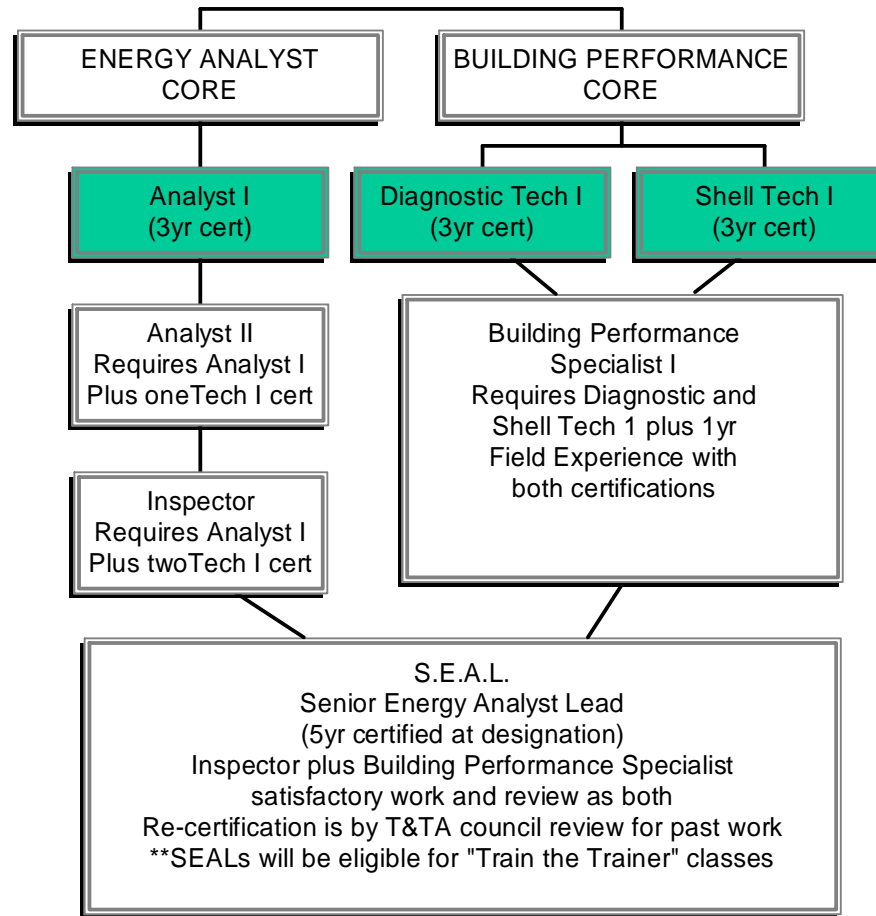 ENERGY ANALYST
CORE
BUILDING PERFORMANCE
CORE
Analyst I
(3yr cert)
Diagnostic Tech I
(3yr cert)
Shell Tech I
(3yr cert)
Analyst II
Requires Analyst I
Plus oneTech I cert
Building Performance
Specialist I
Requires Diagnostic and
Shell Tech 1 plus 1yr
Field Experience with
both certifications
Inspector
Requires Analyst I
Plus twoTech I cert
S.E.A.L.
Senior Energy Analyst Lead
(5yr certified at designation)
Inspector plus Building Performance Specialist
satisfactory work and review as both
Re-certification is by T&TA council review for past work
**SEALs will be eligible for "Train the Trainer" classes